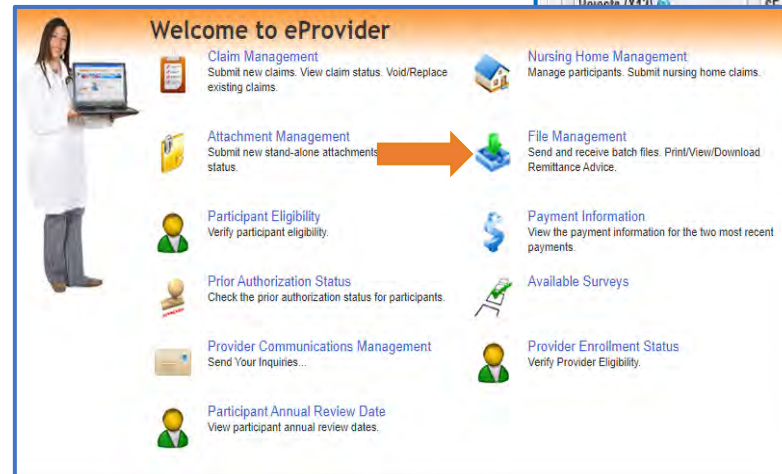 Welcome to eProvider
Claim Management
Submit new claims. View claim status. Void/Replace
existing claims.
Nursing Home Management
Manage participants. Submit nursing home claims.
Attachment Management
Submit new stand-alone attachments
status.
File Management
Send and receive batch files. Print/View/Download
Remittance Advice.
Participant Eligibility
Verify participant eligibility.
Payment Information
View the payment information for the two most recent
payments.
Prior Authorization Status
Check the prior authorization status for participants.
Available Surveys
Provider Communications Management
Send Your Inquiries...
Provider Enrollment Status
Verify Provider Eligibility.
Participant Annual Review Date
View participant annual review dates.